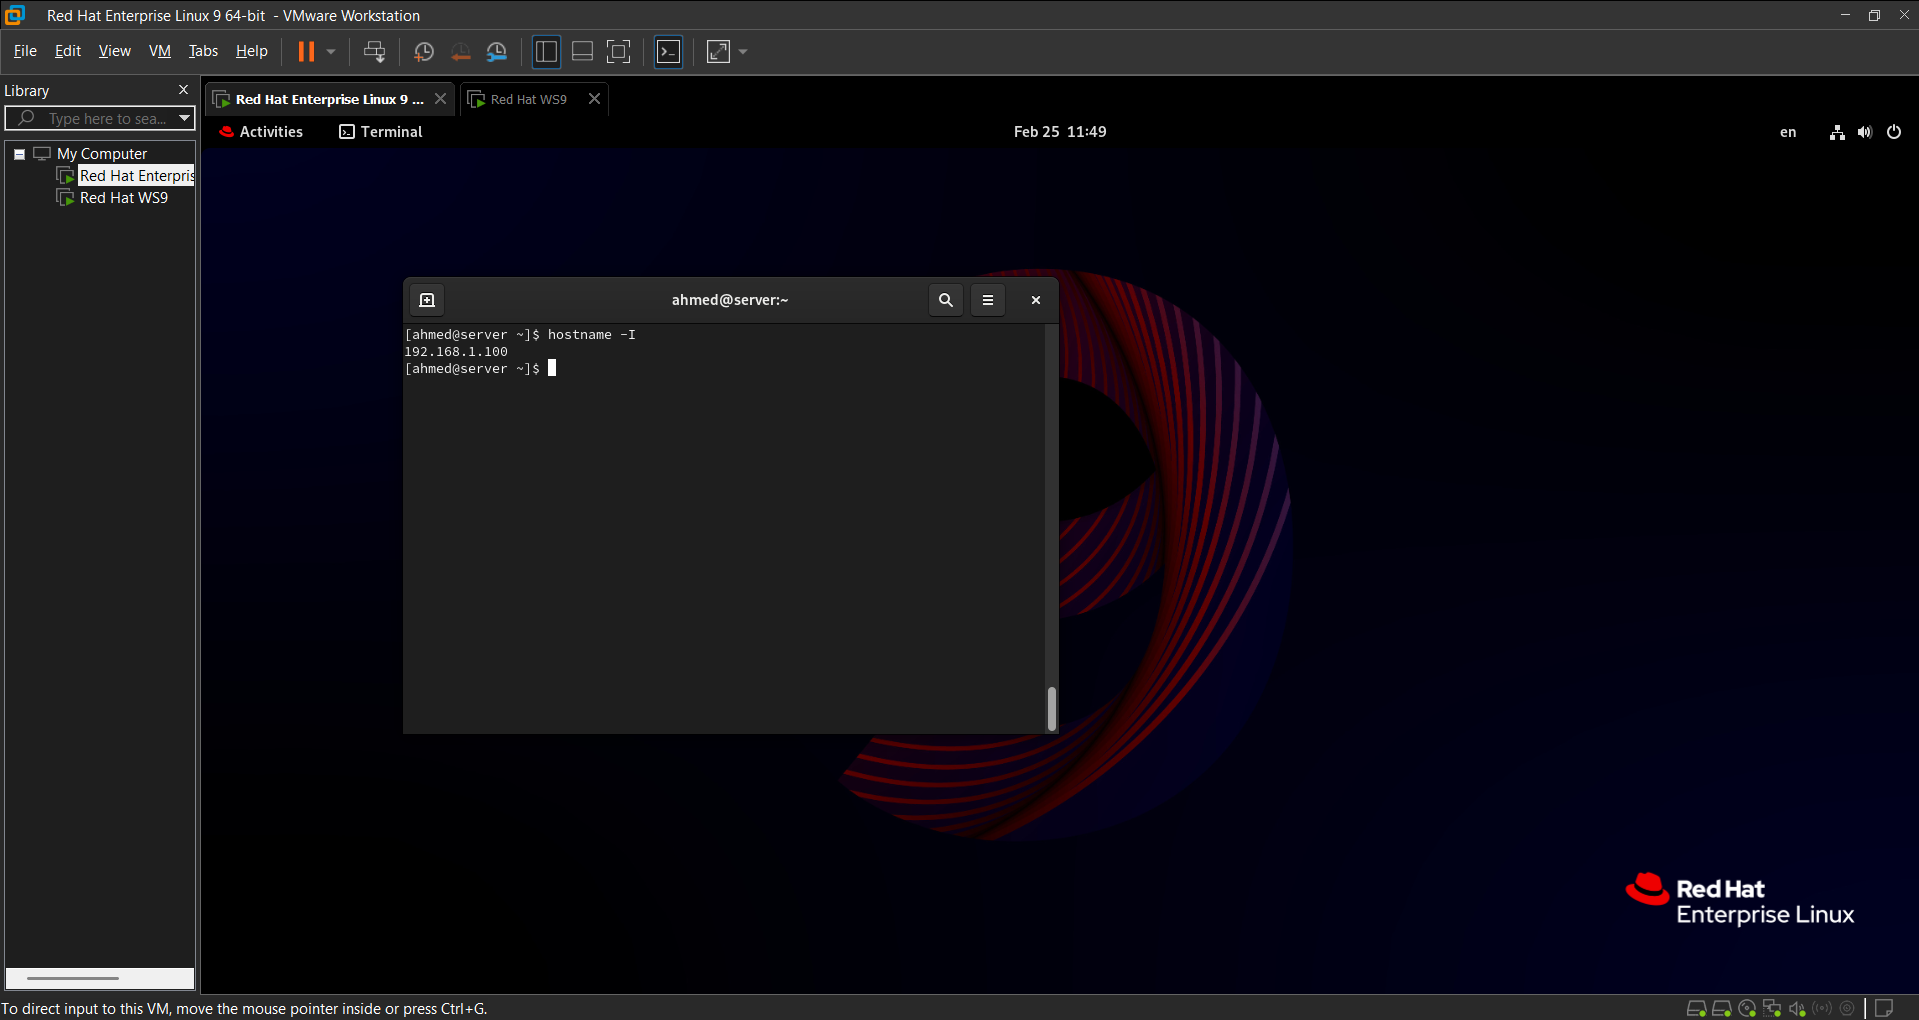 Red Hat Enterprise Linux 9 64-bit - VMware Workstation
File Edit View VM Tabs Help
Library
Type here to sea...
My Computer
Red Hat Enterpris
Red Hat WS9
Red Hat Enterprise Linux 9 ...
Red Hat WS9
Activities
Terminal
Feb 25 11:49
en
ahmed@server:~
[ahmed@server ~]$ hostname -I
192.168.1.100
[ahmed@server ~]$
Red Hat
Enterprise Linux
To direct input to this VM, move the mouse pointer inside or press Ctrl+G.